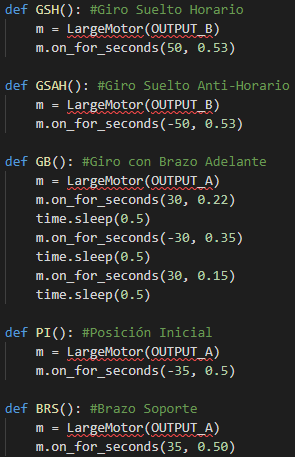 def GSH(): #Giro Suelto Horario
    m = LargeMotor(OUTPUT_B)
    m.on_for_seconds(50, 0.53)

def GSAH(): #Giro Suelto Anti-Horario
    m = LargeMotor(OUTPUT_B)
    m.on_for_seconds(-50, 0.53)

def GB(): #Giro con Brazo Adelante
    m = LargeMotor(OUTPUT_A)
    m.on_for_seconds(30, 0.22)
    time.sleep(0.5)
    m.on_for_seconds(-30, 0.35)
    time.sleep(0.5)
    m.on_for_seconds(30, 0.15)
    time.sleep(0.5)

def PI(): #Posición Inicial
    m = LargeMotor(OUTPUT_A)
    m.on_for_seconds(-35, 0.5)

def BRS(): #Brazo Soporte
    m = LargeMotor(OUTPUT_A)
    m.on_for_seconds(35, 0.50)